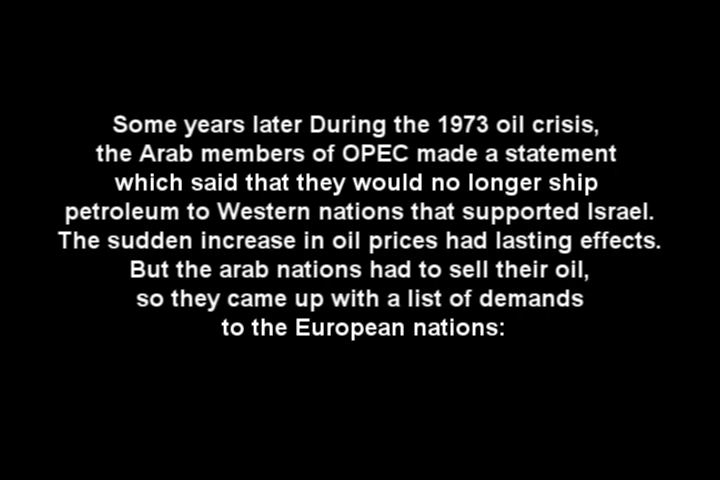 Some years later During the 1973 oil crisis,
the Arab members of OPEC made a statement
which said that they would no longer ship
petroleum to Western nations that supported Israel.
The sudden increase in oil prices had lasting effects.
But the arab nations had to sell their oil,
so they came up with a list of demands
to the European nations: